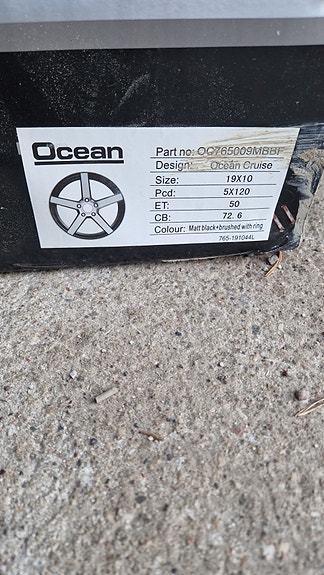 Ocean
Part no: OC765009MBBF
Design: Ocean Cruise
Size: 19X10
Pcd: 5X120
ET: 50
CB: 72. 6
Colour: Matt black+brushed with ring
765-191044L